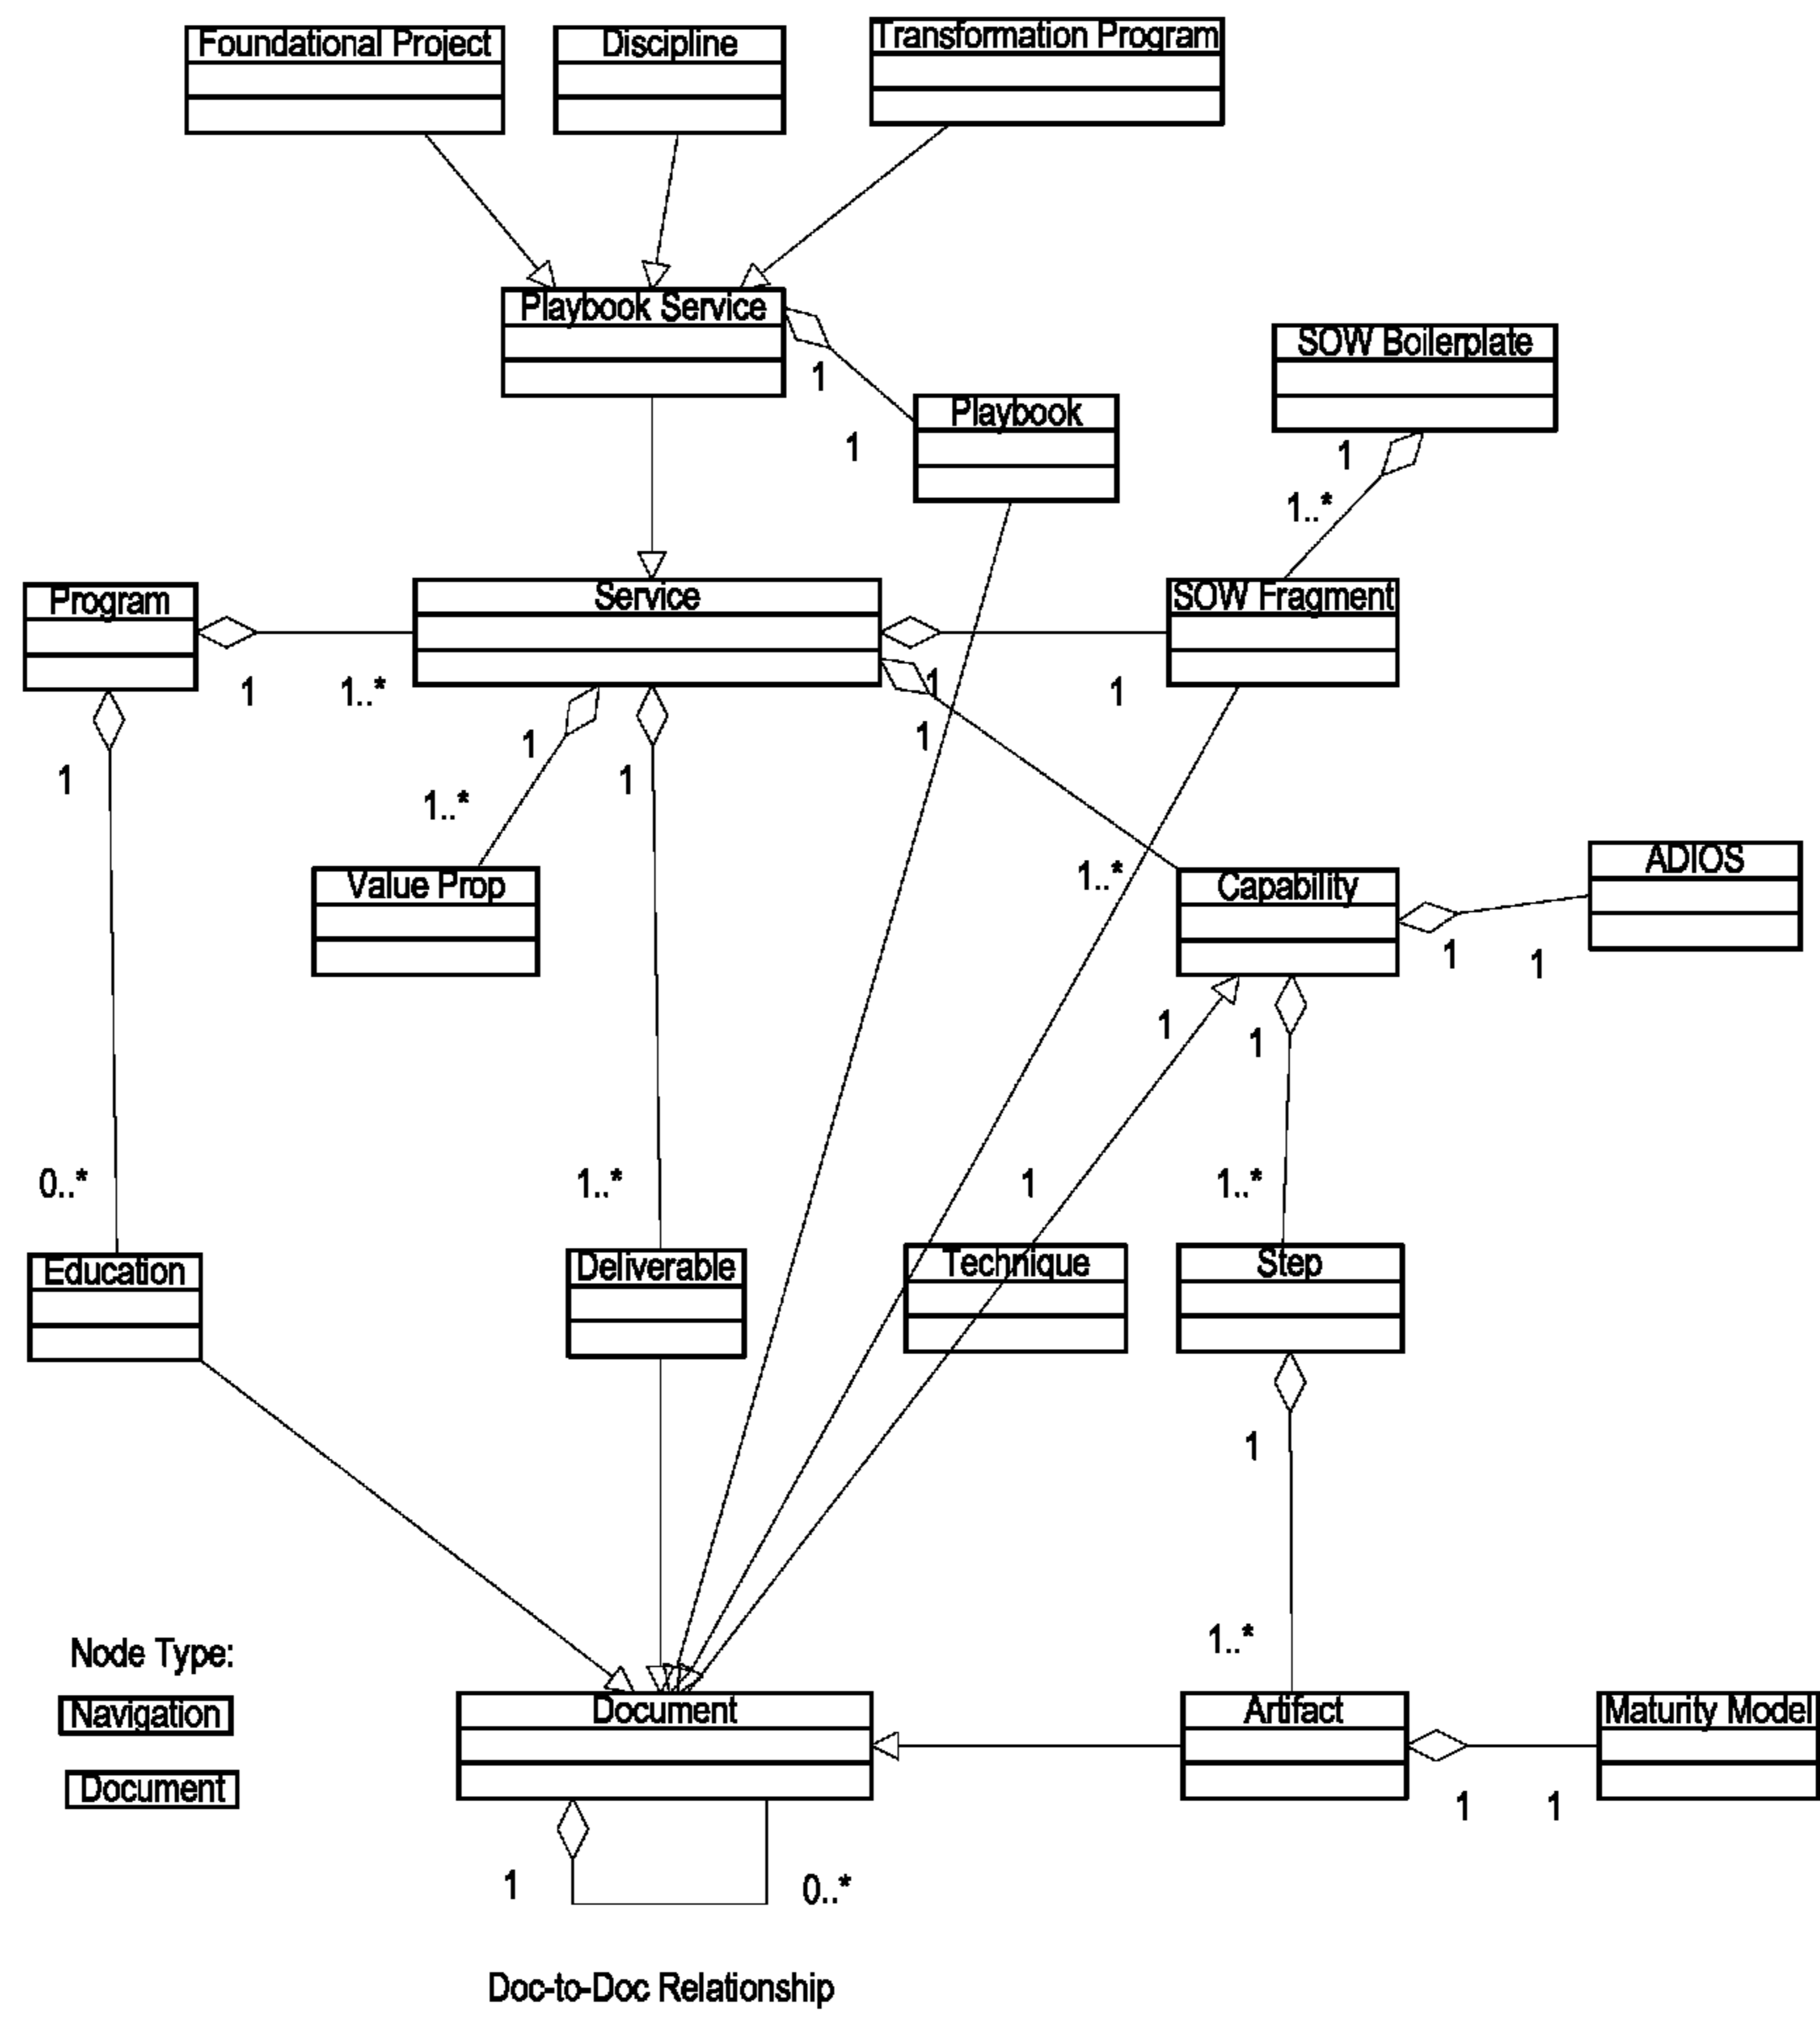 Foundational Project
Discipline
Transformation Program
Playbook Service
1
1
Playbook
SOW Boilerplate
1
1..*
Program
Service
SOW Fragment
1
1..*
1
1
1
1
1
1..*
1
1..*
Value Prop
1..*
Capability
ADIOS
1
1
1
1
0..*
1..*
1
1..*
Education
Deliverable
Technique
Step
1
1..*
Node Type:
Navigation
Document
Document
Artifact
Maturity Model
1
1
1
0..*
Doc-to-Doc Relationship